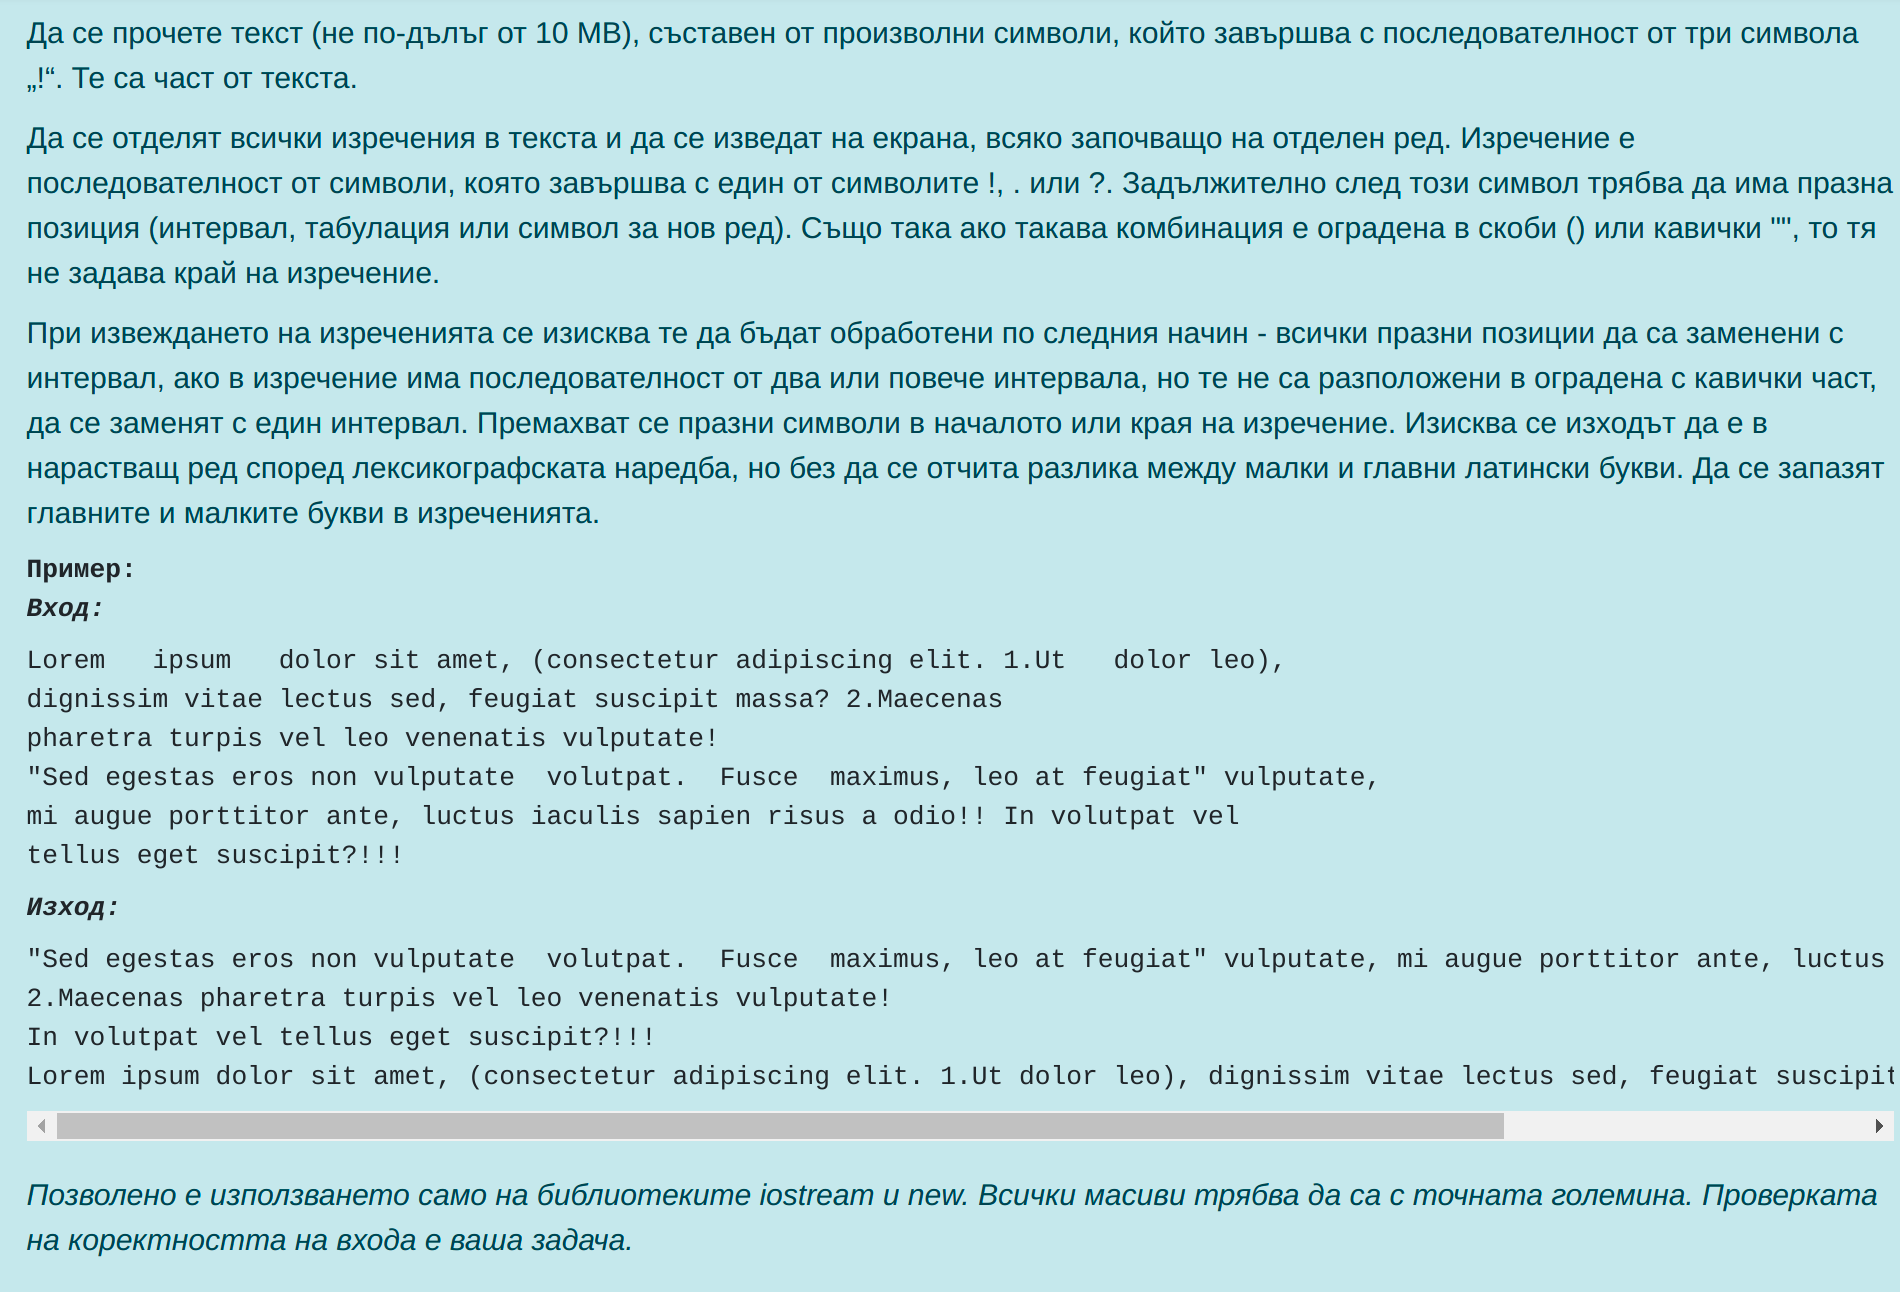 Да се прочете текст (не по-дълъг от 10 MB), съставен от произволни символи, който завършва с последователност от три символа
„!“. Те са част от текста.
Да се отделят всички изречения в текста и да се изведат на екрана, всяко започващо на отделен ред. Изречение е
последователност от символи, която завършва с един от символите !, . или ?. Задължително след този символ трябва да има празна
позиция (интервал, табулация или символ за нов ред). Също така ако такава комбинация е оградена в скоби () или кавички "", то тя
не задава край на изречение.
При извеждането на изреченията се изисква те да бъдат обработени по следния начин - всички празни позиции да са заменени с
интервал, ако в изречение има последователност от два или повече интервала, но те не са разположени в оградена с кавички част,
да се заменят с един интервал. Премахват се празни символи в началото или края на изречение. Изисква се изходът да е в
нарастващ ред според лексикографската наредба, но без да се отчита разлика между малки и главни латински букви. Да се запазят
главните и малките букви в изреченията.
Пример:
Вход:
Lorem   ipsum   dolor sit amet, (consectetur adipiscing elit. 1.Ut   dolor leo),
dignissim vitae lectus sed, feugiat suscipit massa? 2.Maecenas
pharetra turpis vel leo venenatis vulputate!
"Sed egestas eros non vulputate  volutpat.  Fusce  maximus, leo at feugiat" vulputate,
mi augue porttitor ante, luctus iaculis sapien risus a odio!! In volutpat vel
tellus eget suscipit?!!!
Изход:
"Sed egestas eros non vulputate  volutpat.  Fusce  maximus, leo at feugiat" vulputate, mi augue porttitor ante, luctus
2.Maecenas pharetra turpis vel leo venenatis vulputate!
In volutpat vel tellus eget suscipit?!!!
Lorem ipsum dolor sit amet, (consectetur adipiscing elit. 1.Ut dolor leo), dignissim vitae lectus sed, feugiat suscipit
Позволено е използването само на библиотеките iostream и new. Всички масиви трябва да са с точната големина. Проверката
на коректността на входа е ваша задача.